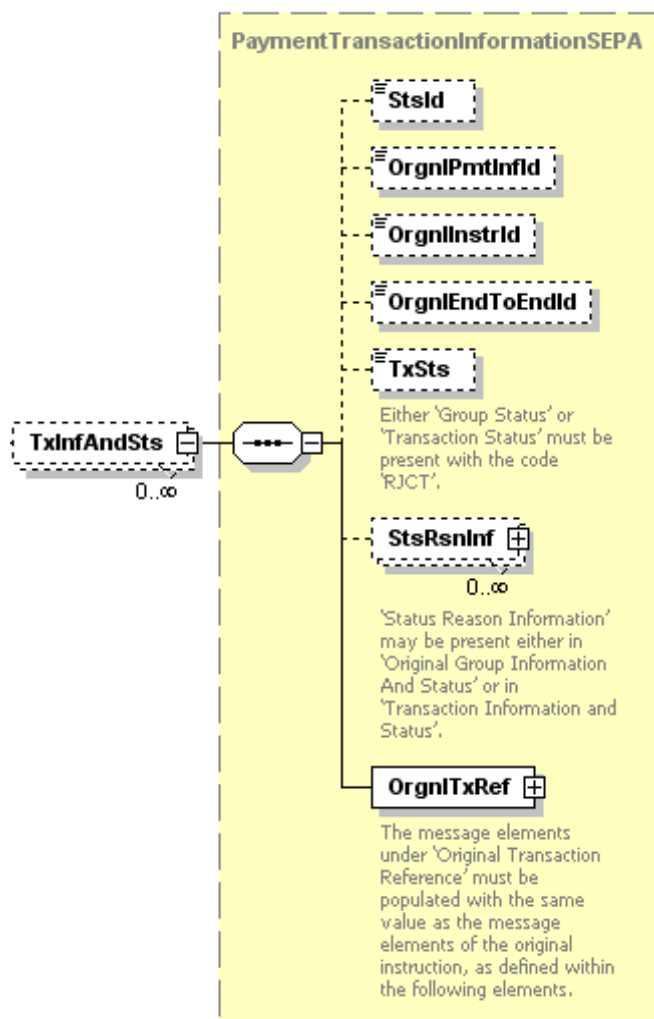 PaymentTransactionInformationSEPA
StsId
OrgnlPmtInfId
OrgnlInstrId
OrgnlEndToEndId
TxSts
Either 'Group Status' or
'Transaction Status' must be
present with the code
'RJCT'.
TxInfAndSts
0..∞
StsRsnInf
0..∞
'Status Reason Information'
may be present either in
'Original Group Information
And Status' or in
'Transaction Information and
Status'.
OrgnlTxRef
The message elements
under 'Original Transaction
Reference' must be
populated with the same
value as the message
elements of the original
instruction, as defined within
the following elements.